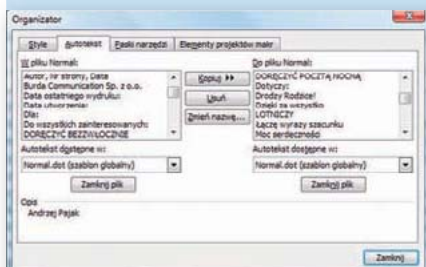 Organizator
Style Autotekst Paski narzędzi Elementy projektów makr
W pliku Normal:
Autor, Nr strony, Data
Burda Communication Sp. z o.o.
Data ostatniego wydruku:
Data utworzenia:
Dla:
Do wszystkich zainteresowanych:
DORĘCZYĆ BEZZWŁOCZNIE
Autotekst dostępne w:
Normal.dot (szablon globalny)
Zamknij plik
Kopiuj
Usuń
Zmień nazwę...
Do pliku Normal:
DORĘCZYĆ POCZTĄ NOCNĄ
Dotyczy:
Drodzy Rodzice!
Dzięki za wszystko
LOTNICZY
Łączę wyrazy szacunku
Moc serdeczności
Autotekst dostępne w:
Normal.dot (szablon globalny)
Zamknij plik
Opis
Andrzej Pająk
Zamknij